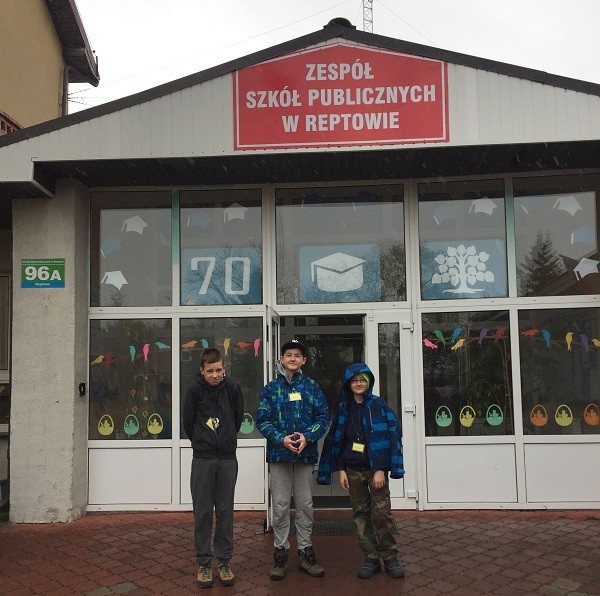 ZESPÓŁ
SZKÓŁ PUBLICZNYCH
W REPTOWIE
96A
70